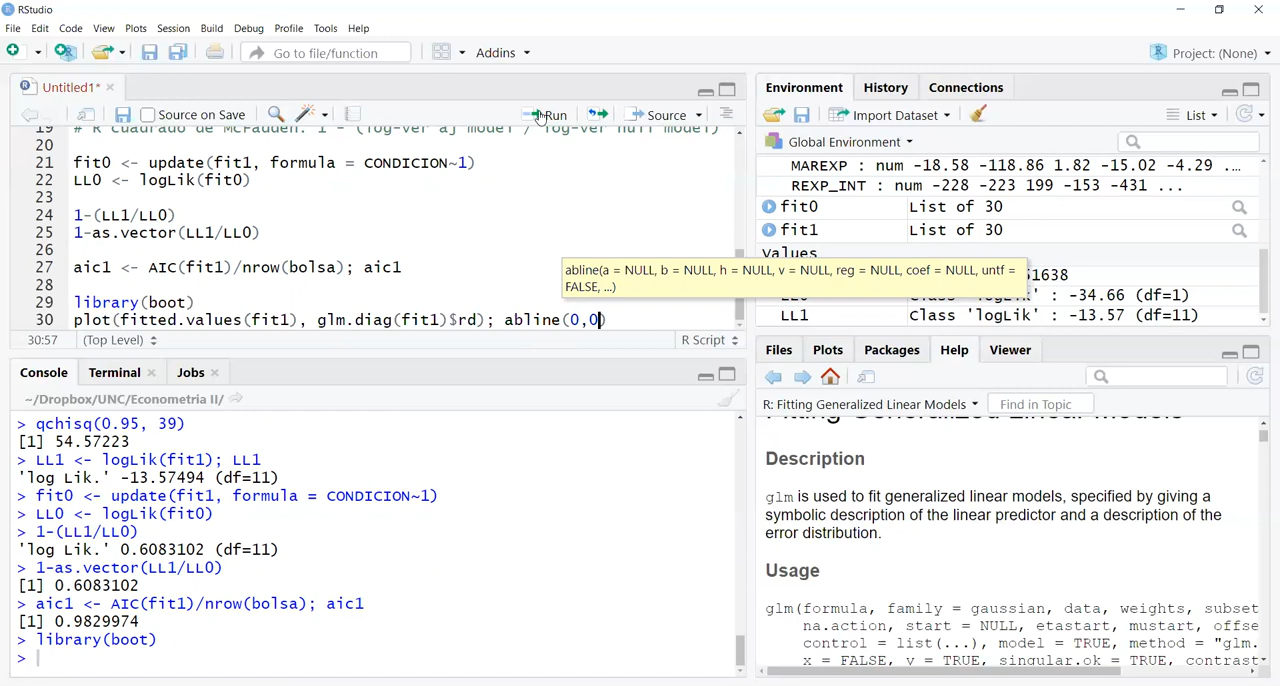 RStudio
File Edit Code View Plots Session Build Debug Profile Tools Help
Go to file/function Addins Project: (None)
Untitled1*
Source on Save Run Source
19 # R cuadrado de McFadden: 1 - (log-ver aj model / log-ver null model)
20
21 fit0 <- update(fit1, formula = CONDICION~1)
22 LL0 <- logLik(fit0)
23
24 1-(LL1/LL0)
25 1-as.vector(LL1/LL0)
26
27 aic1 <- AIC(fit1)/nrow(bolsa); aic1
28
29 library(boot)
30 plot(fitted.values(fit1), glm.diag(fit1)$rd); abline(0,0)
abline(a = NULL, b = NULL, h = NULL, v = NULL, reg = NULL, coef = NULL, untf =
FALSE, ...)
30:57 (Top Level) R Script
Console Terminal Jobs
~/Dropbox/UNC/Econometria II/
> qchisq(0.95, 39)
[1] 54.57223
> LL1 <- logLik(fit1); LL1
'log Lik.' -13.57494 (df=11)
> fit0 <- update(fit1, formula = CONDICION~1)
> LL0 <- logLik(fit0)
> 1-(LL1/LL0)
'log Lik.' 0.6083102 (df=11)
> 1-as.vector(LL1/LL0)
[1] 0.6083102
> aic1 <- AIC(fit1)/nrow(bolsa); aic1
[1] 0.9829974
> library(boot)
>
Environment History Connections
Import Dataset List
Global Environment
MAREXP : num -18.58 -118.86 1.82 -15.02 -4.29 ...
REXP_INT : num -228 -223 199 -153 -431 ...
fit0 List of 30
fit1 List of 30
Values
51638
LL0 Class 'logLik' : -34.66 (df=1)
LL1 Class 'logLik' : -13.57 (df=11)
Files Plots Packages Help Viewer
R: Fitting Generalized Linear Models Find in Topic
Fitting Generalized Linear Models
Description
glm is used to fit generalized linear models, specified by giving a
symbolic description of the linear predictor and a description of the
error distribution.
Usage
glm(formula, family = gaussian, data, weights, subset
na.action, start = NULL, etastart, mustart, offse
control = list(...), model = TRUE, method = "glm.
x = FALSE, y = TRUE, singular.ok = TRUE, contrast